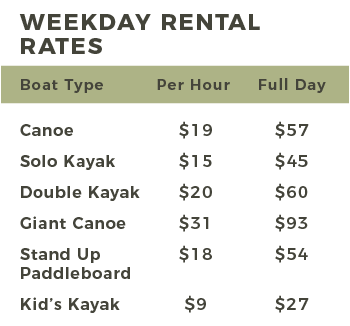 WEEKDAY RENTAL
RATES
Boat Type Per Hour Full Day
Canoe $19 $57
Solo Kayak $15 $45
Double Kayak $20 $60
Giant Canoe $31 $93
Stand Up $18 $54
Paddleboard
Kid’s Kayak $9 $27